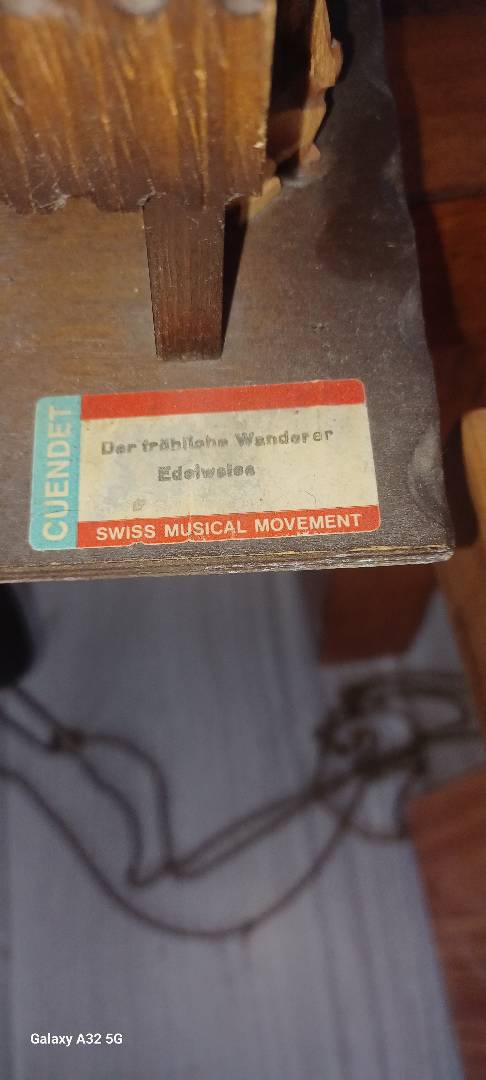 CUENDET
Der fröhliche Wanderer
Edelweiss
SWISS MUSICAL MOVEMENT
Galaxy A32 5G